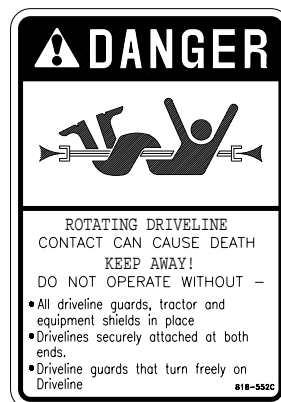 DANGER
ROTATING DRIVELINE
CONTACT CAN CAUSE DEATH
KEEP AWAY!
DO NOT OPERATE WITHOUT –
• All driveline guards, tractor and
equipment shields in place
• Drivelines securely attached at both
ends.
• Driveline guards that turn freely on
Driveline
818-552C